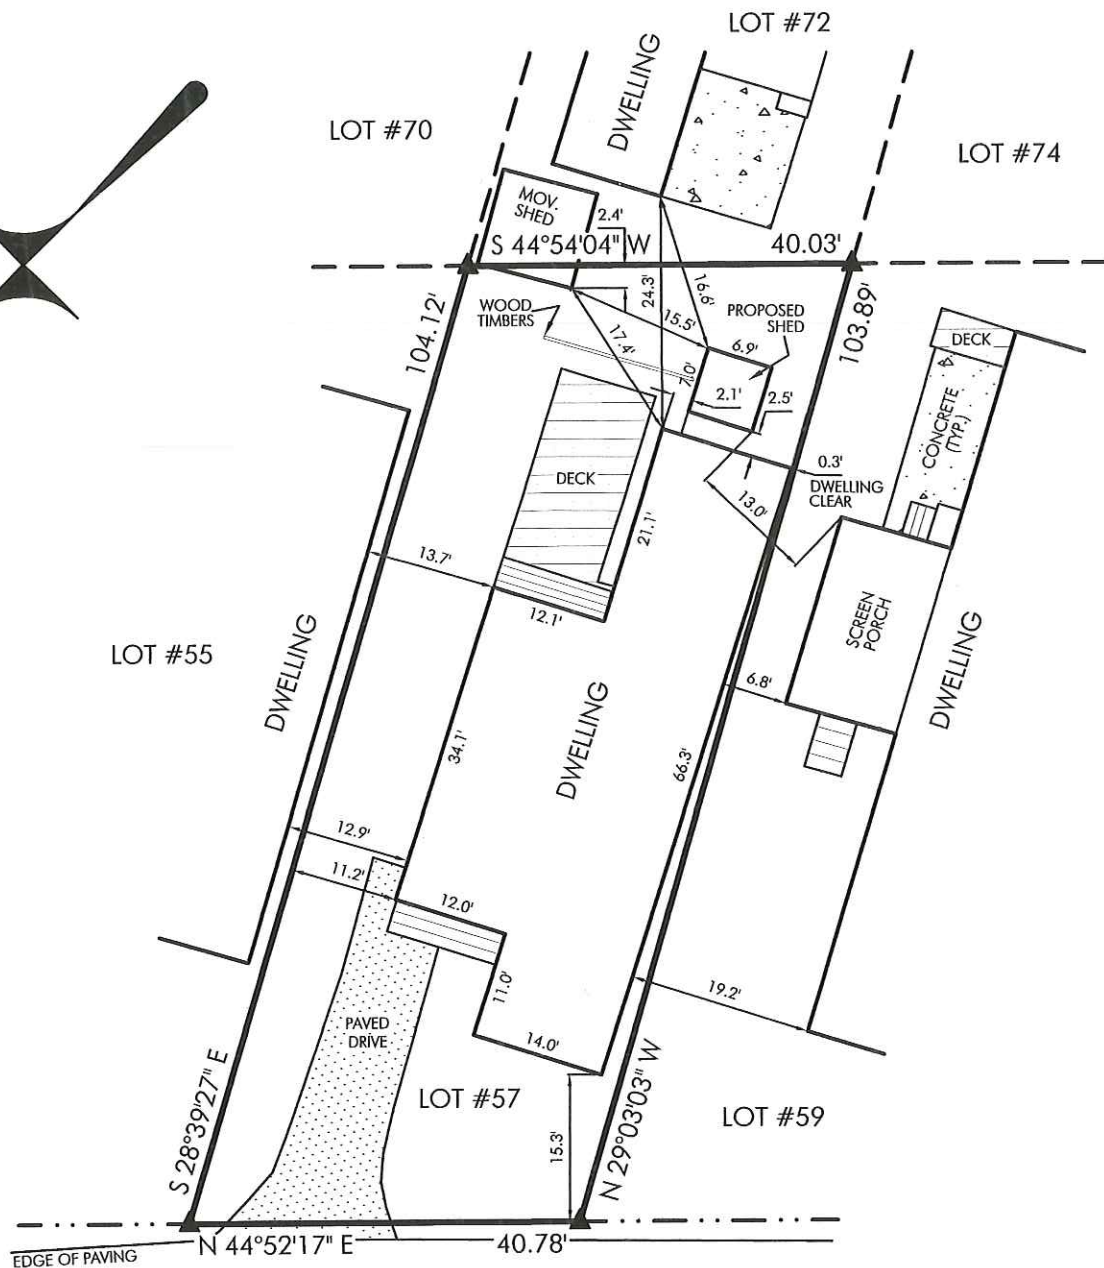 LOT #72
DWELLING
LOT #70
LOT #74
MOV.
SHED
2.4'
S 44°54'04" W
40.03'
104.12'
WOOD
TIMBERS
24.3'
16.6'
15.5'
17.4'
PROPOSED
SHED
6.9'
7.0'
2.1'
2.5'
103.89'
DECK
CONCRETE
(TYP.)
DECK
0.3'
DWELLING
CLEAR
13.0'
21.1'
13.7'
12.1'
SCREEN
PORCH
LOT #55
DWELLING
DWELLING
DWELLING
6.8'
34.1'
66.3'
12.9'
11.2'
12.0'
11.0'
19.2'
PAVED
DRIVE
14.0'
LOT #57
LOT #59
15.3'
S 28°39'27" E
N 29°03'03" W
N 44°52'17" E
40.78'
EDGE OF PAVING